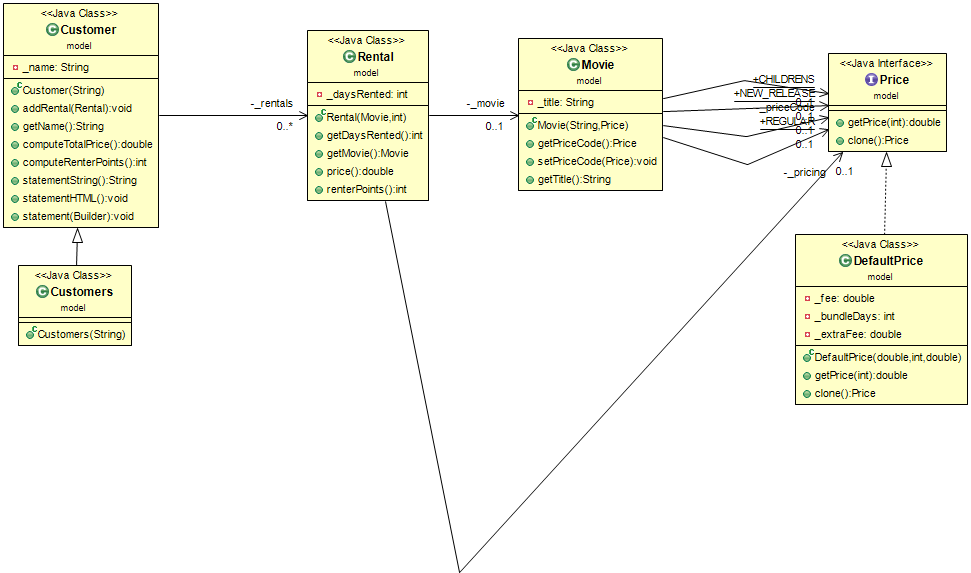 <<Java Class>>
Customer
model
_name: String
Customer(String)
addRental(Rental):void
getName():String
computeTotalPrice():double
computeRenterPoints():int
statementString():String
statementHTML():void
statement(Builder):void
<<Java Class>>
Customers
model
Customers(String)
-_rentals
0..*
<<Java Class>>
Rental
model
_daysRented: int
Rental(Movie,int)
getDaysRented():int
getMovie():Movie
price():double
renterPoints():int
-_movie
0..1
<<Java Class>>
Movie
model
_title: String
Movie(String,Price)
getPriceCode():Price
setPriceCode(Price):void
getTitle():String
+CHILDRENS
+NEW_RELEASE
0..1
-_priceCode
0..1
+REGULAR
0..1
0..1
-_pricing
0..1
<<Java Interface>>
Price
model
getPrice(int):double
clone():Price
<<Java Class>>
DefaultPrice
model
_fee: double
_bundleDays: int
_extraFee: double
DefaultPrice(double,int,double)
getPrice(int):double
clone():Price